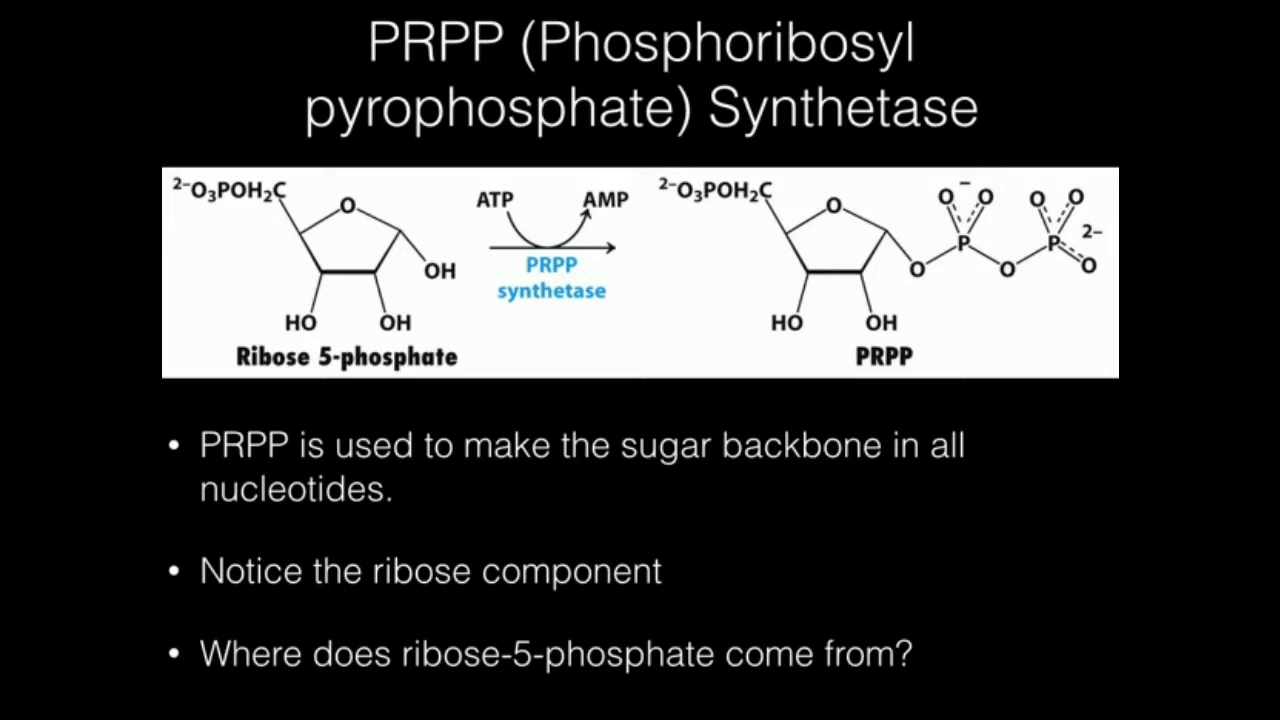 PRPP (Phosphoribosyl
pyrophosphate) Synthetase
²⁻O₃POH₂C
O
OH
HO
OH
Ribose 5-phosphate
ATP
AMP
PRPP
synthetase
²⁻O₃POH₂C
O
HO
OH
O
P
O⁻
O
O
P
O
O
2−
O
PRPP
• PRPP is used to make the sugar backbone in all
nucleotides.
• Notice the ribose component
• Where does ribose-5-phosphate come from?